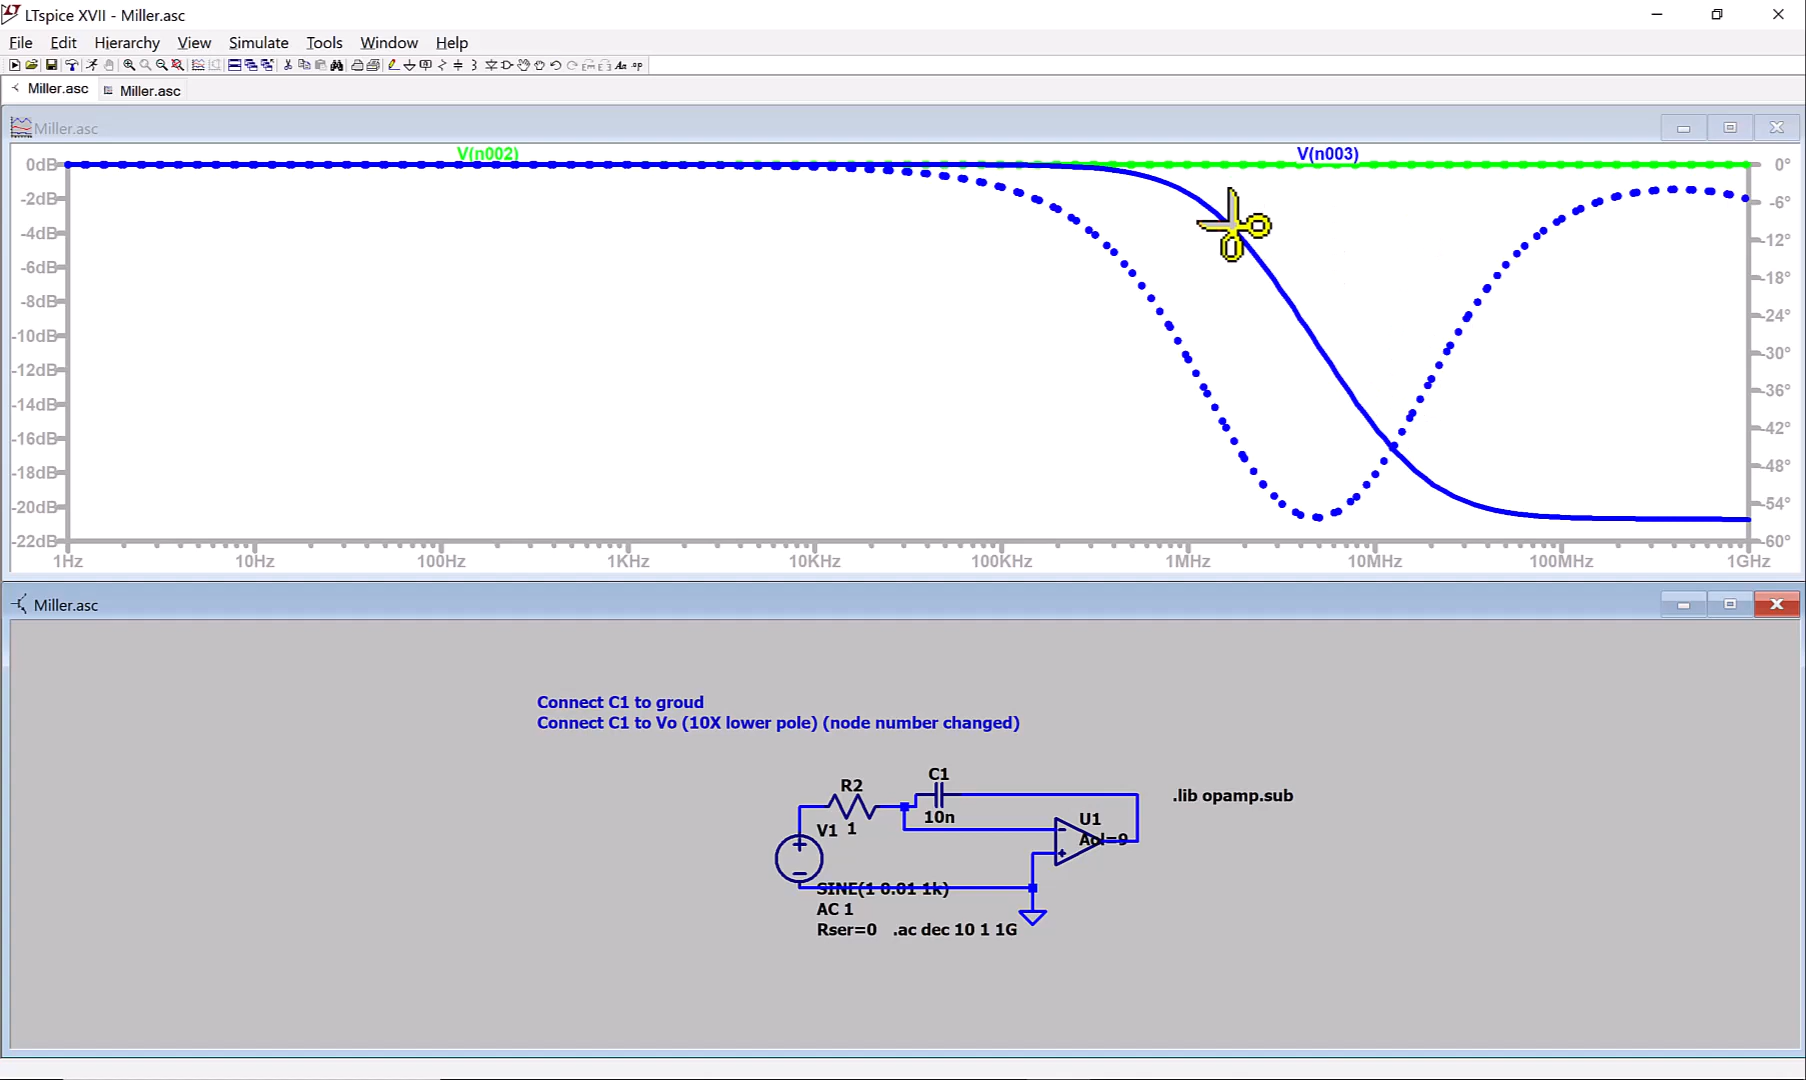 LTspice XVII - Miller.asc
File Edit Hierarchy View Simulate Tools Window Help
Miller.asc Miller.asc
Miller.asc
V(n002) V(n003)
0dB 0°
-2dB -6°
-4dB -12°
-6dB -18°
-8dB -24°
-10dB -30°
-12dB -36°
-14dB -42°
-16dB -48°
-18dB -54°
-20dB -60°
-22dB
1Hz 10Hz 100Hz 1KHz 10KHz 100KHz 1MHz 10MHz 100MHz 1GHz
Miller.asc
Connect C1 to groud
Connect C1 to Vo (10X lower pole) (node number changed)
C1
R2
.lib opamp.sub
10n
U1
V1 1
Aol=9
SINE(1 0.01 1k)
AC 1
Rser=0 .ac dec 10 1 1G